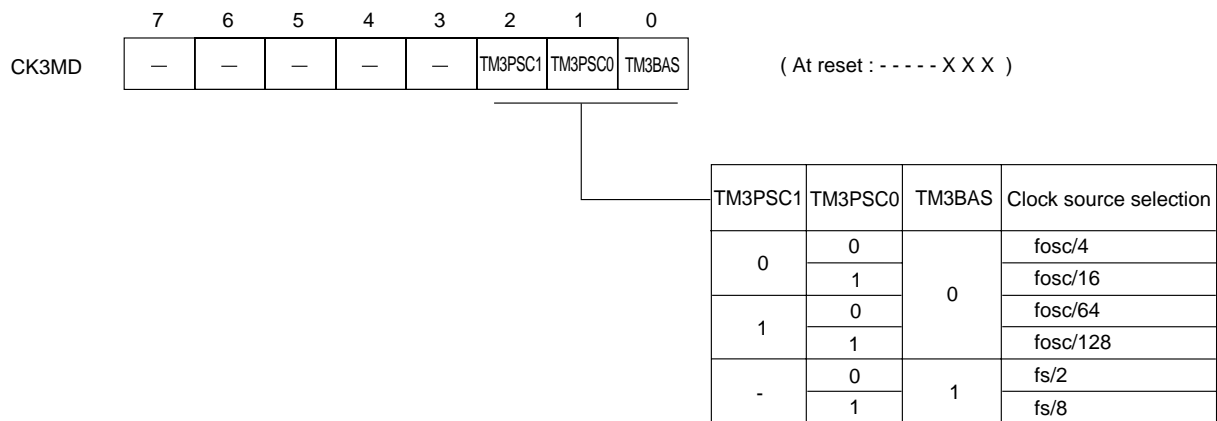 7 6 5 4 3 2 1 0
CK3MD — — — — — TM3PSC1 TM3PSC0 TM3BAS ( At reset : - - - - - X X X )
TM3PSC1 TM3PSC0 TM3BAS Clock source selection
0 0 0 fosc/4
1 fosc/16
1 0 fosc/64
1 fosc/128
- 0 1 fs/2
1 fs/8